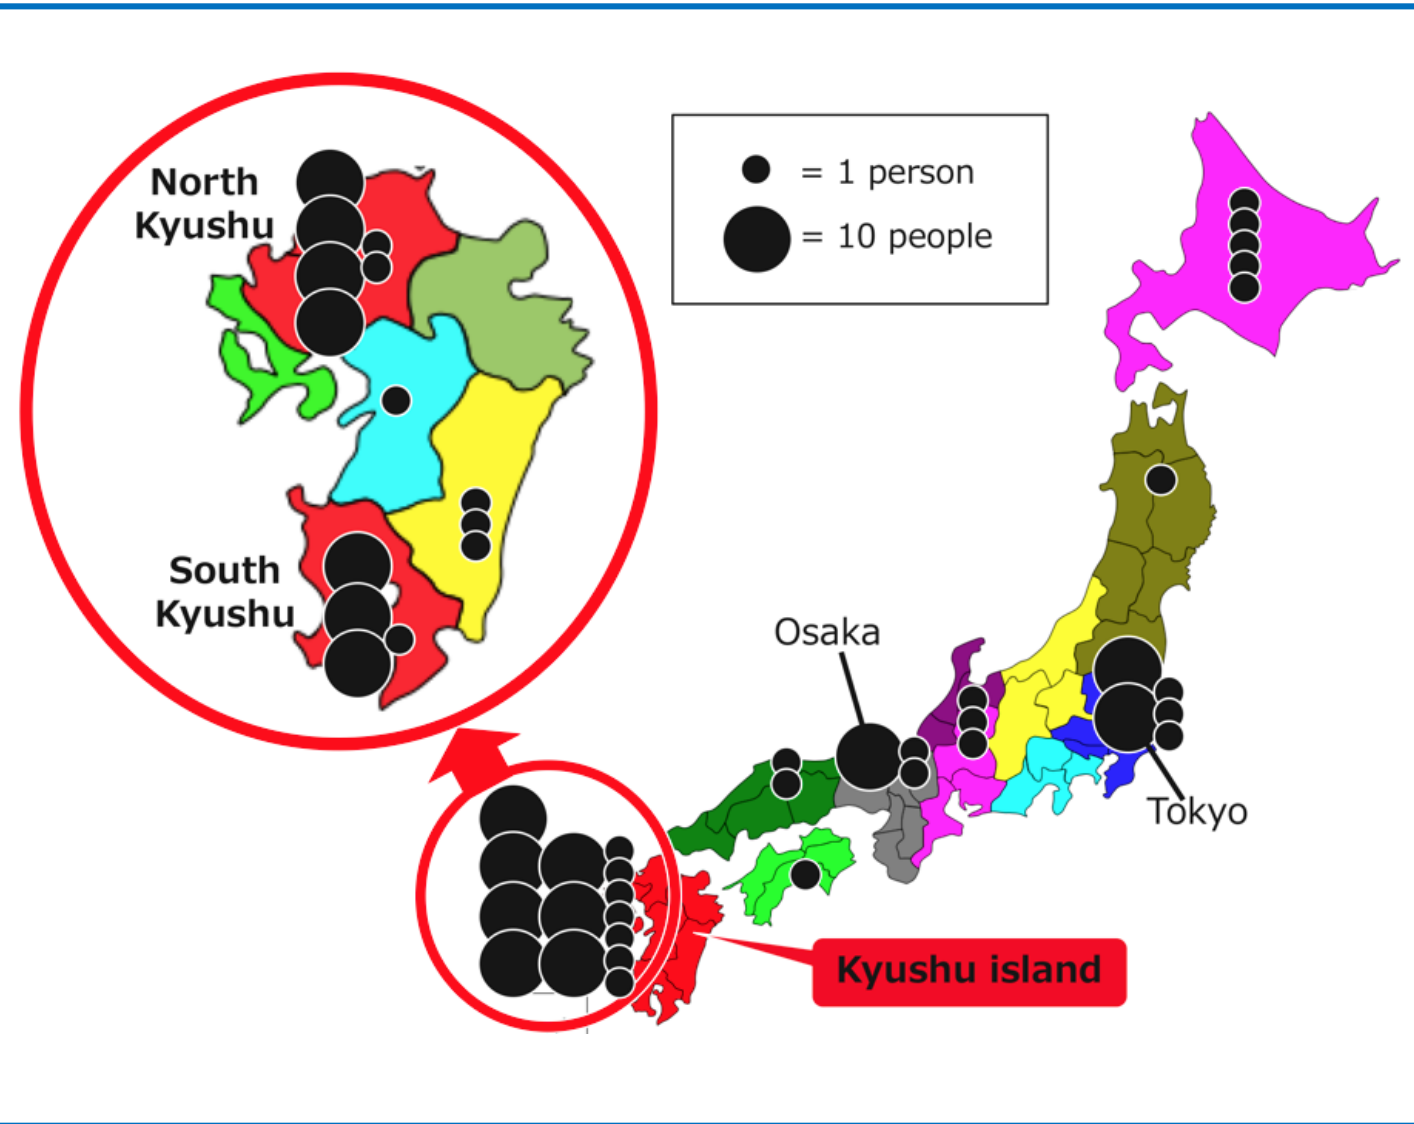 North
Kyushu
= 1 person
= 10 people
South
Kyushu
Osaka
Tokyo
Kyushu island